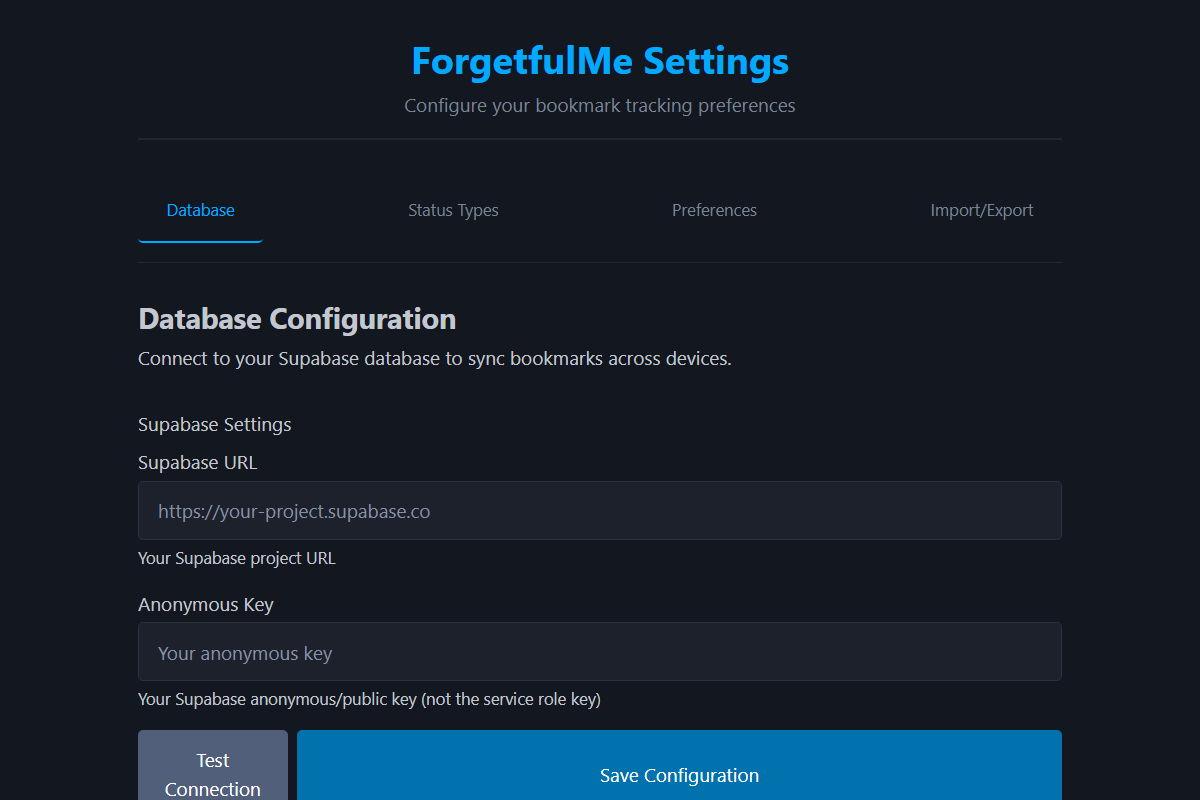 ForgetfulMe Settings
Configure your bookmark tracking preferences
Database
Status Types
Preferences
Import/Export
Database Configuration
Connect to your Supabase database to sync bookmarks across devices.
Supabase Settings
Supabase URL
https://your-project.supabase.co
Your Supabase project URL
Anonymous Key
Your anonymous key
Your Supabase anonymous/public key (not the service role key)
Test
Connection
Save Configuration